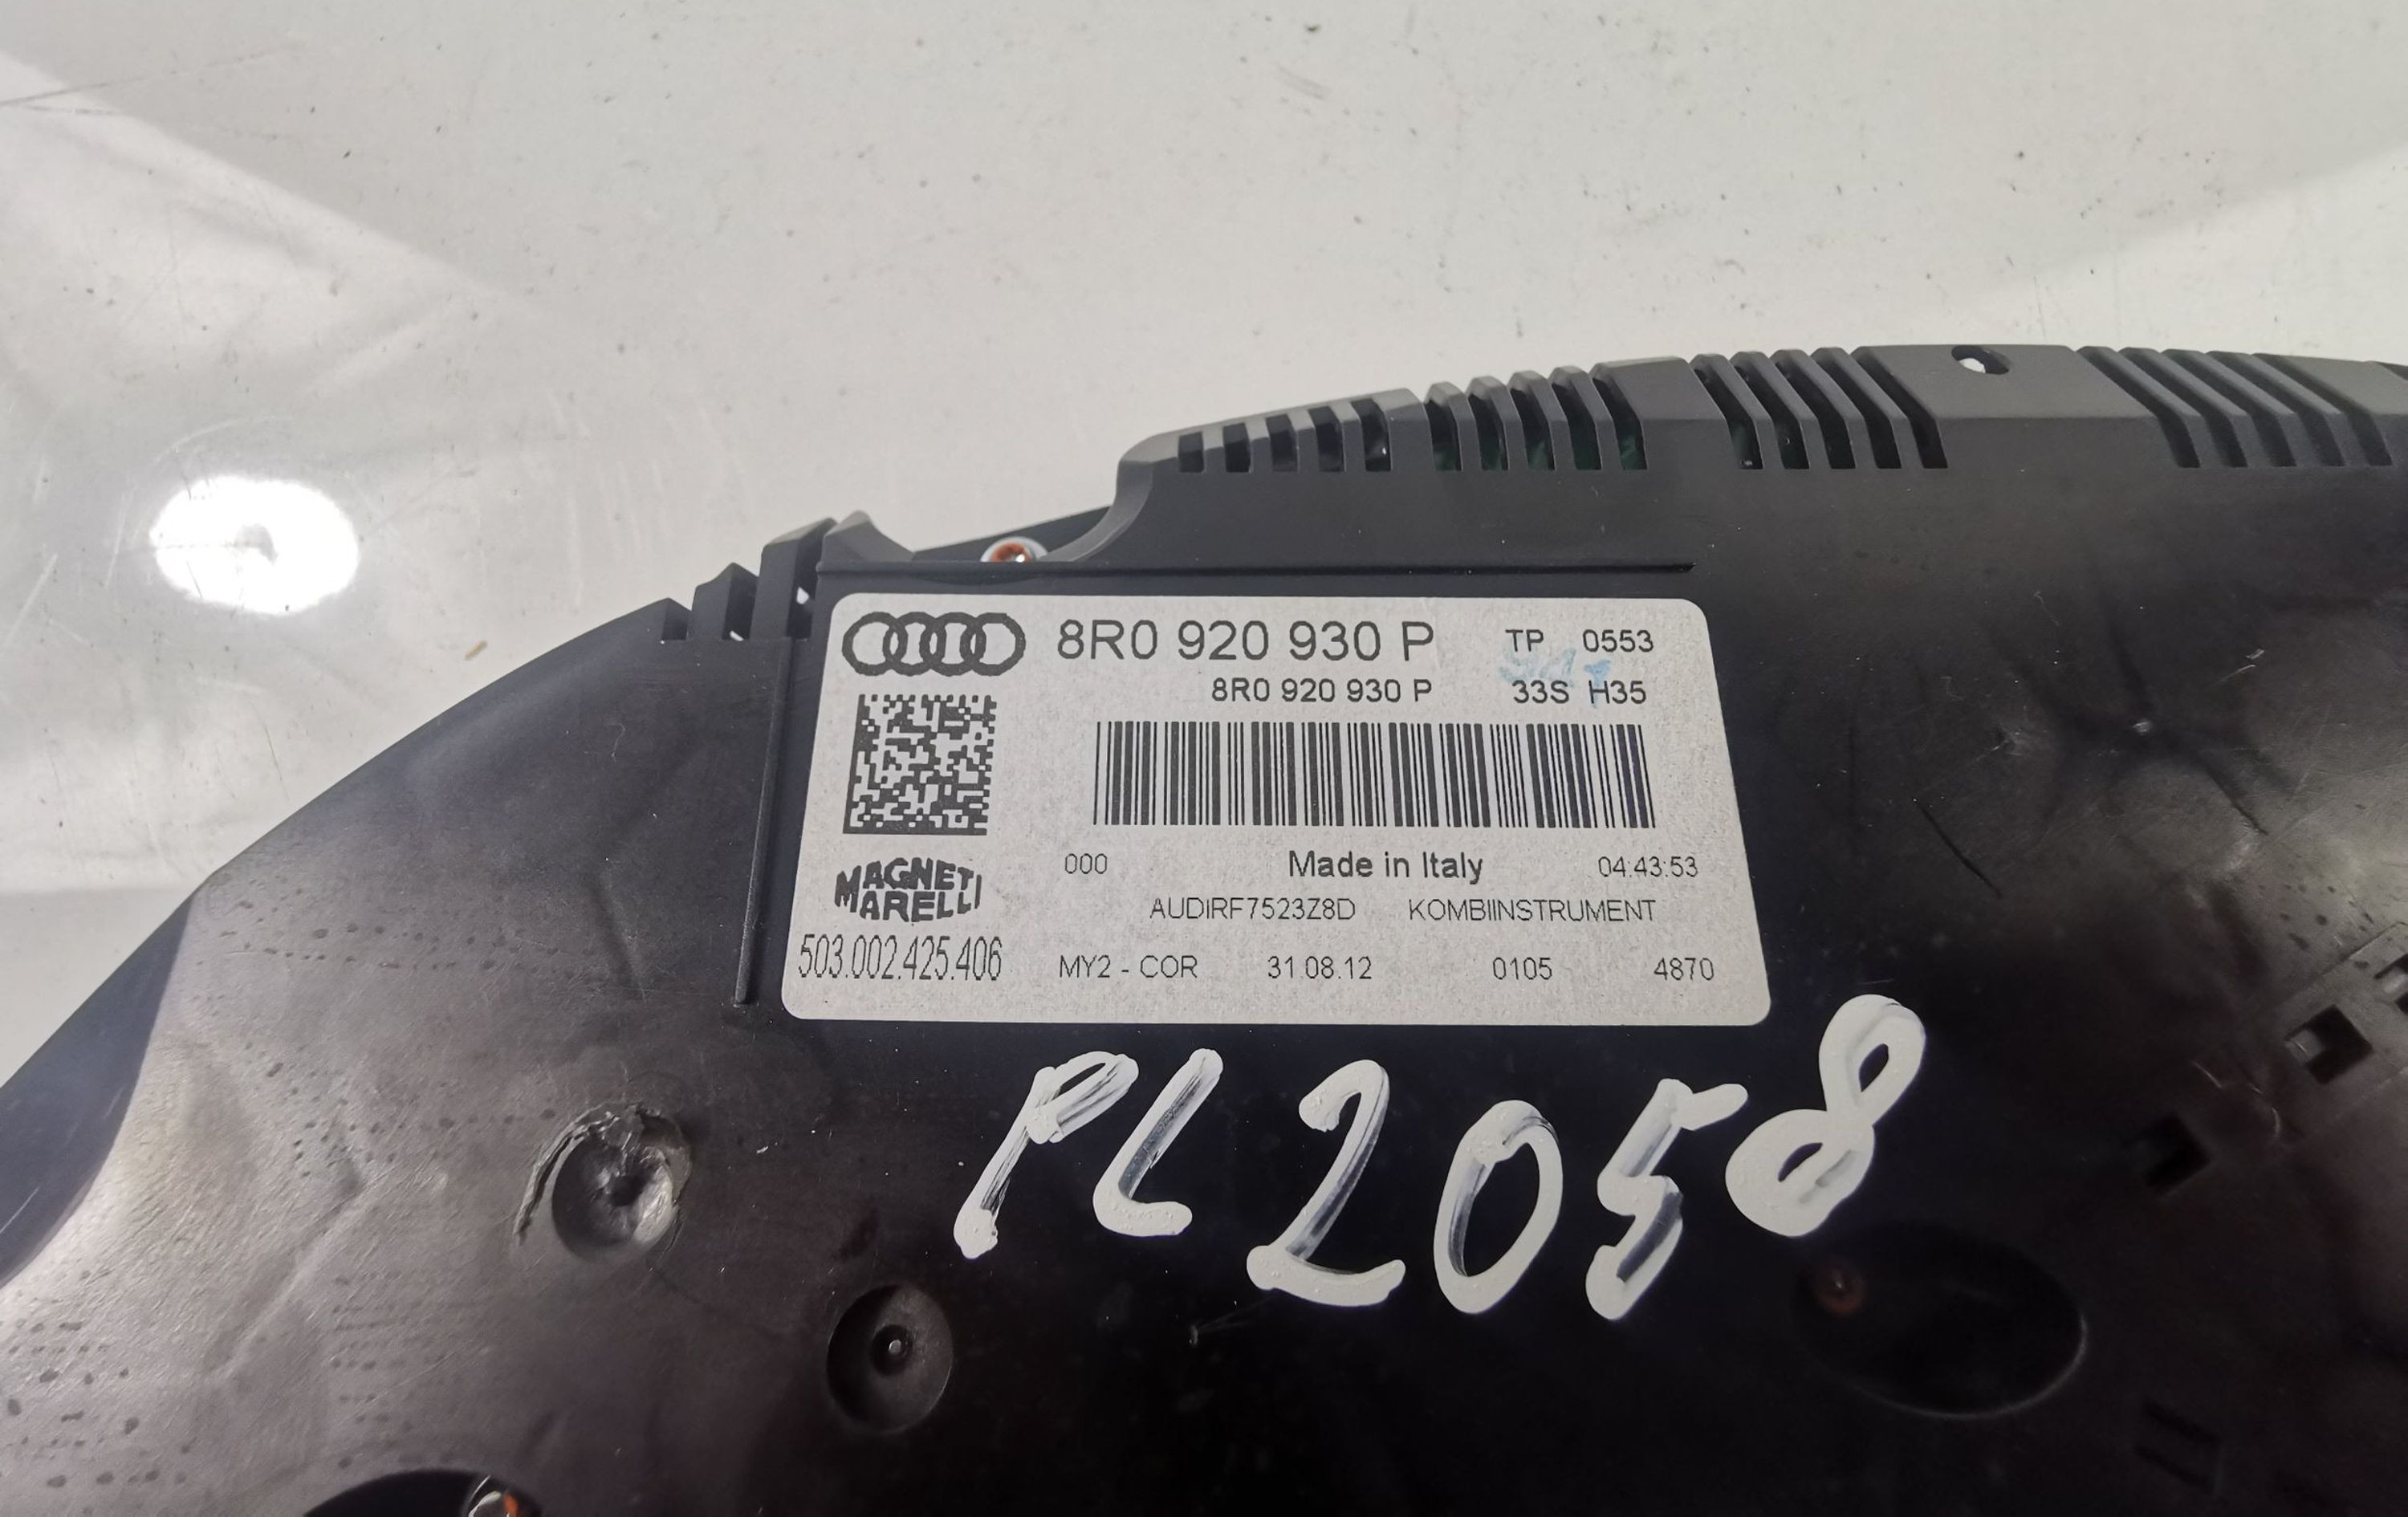 8R0 920 930 P TP 0553
8R0 920 930 P 33S H35
MAGNETI
MARELLI
503.002.425.406
000 Made in Italy 04:43:53
AUDIRF7523Z8D KOMBIINSTRUMENT
MY2 - COR 31.08.12 0105 4870
PL2058